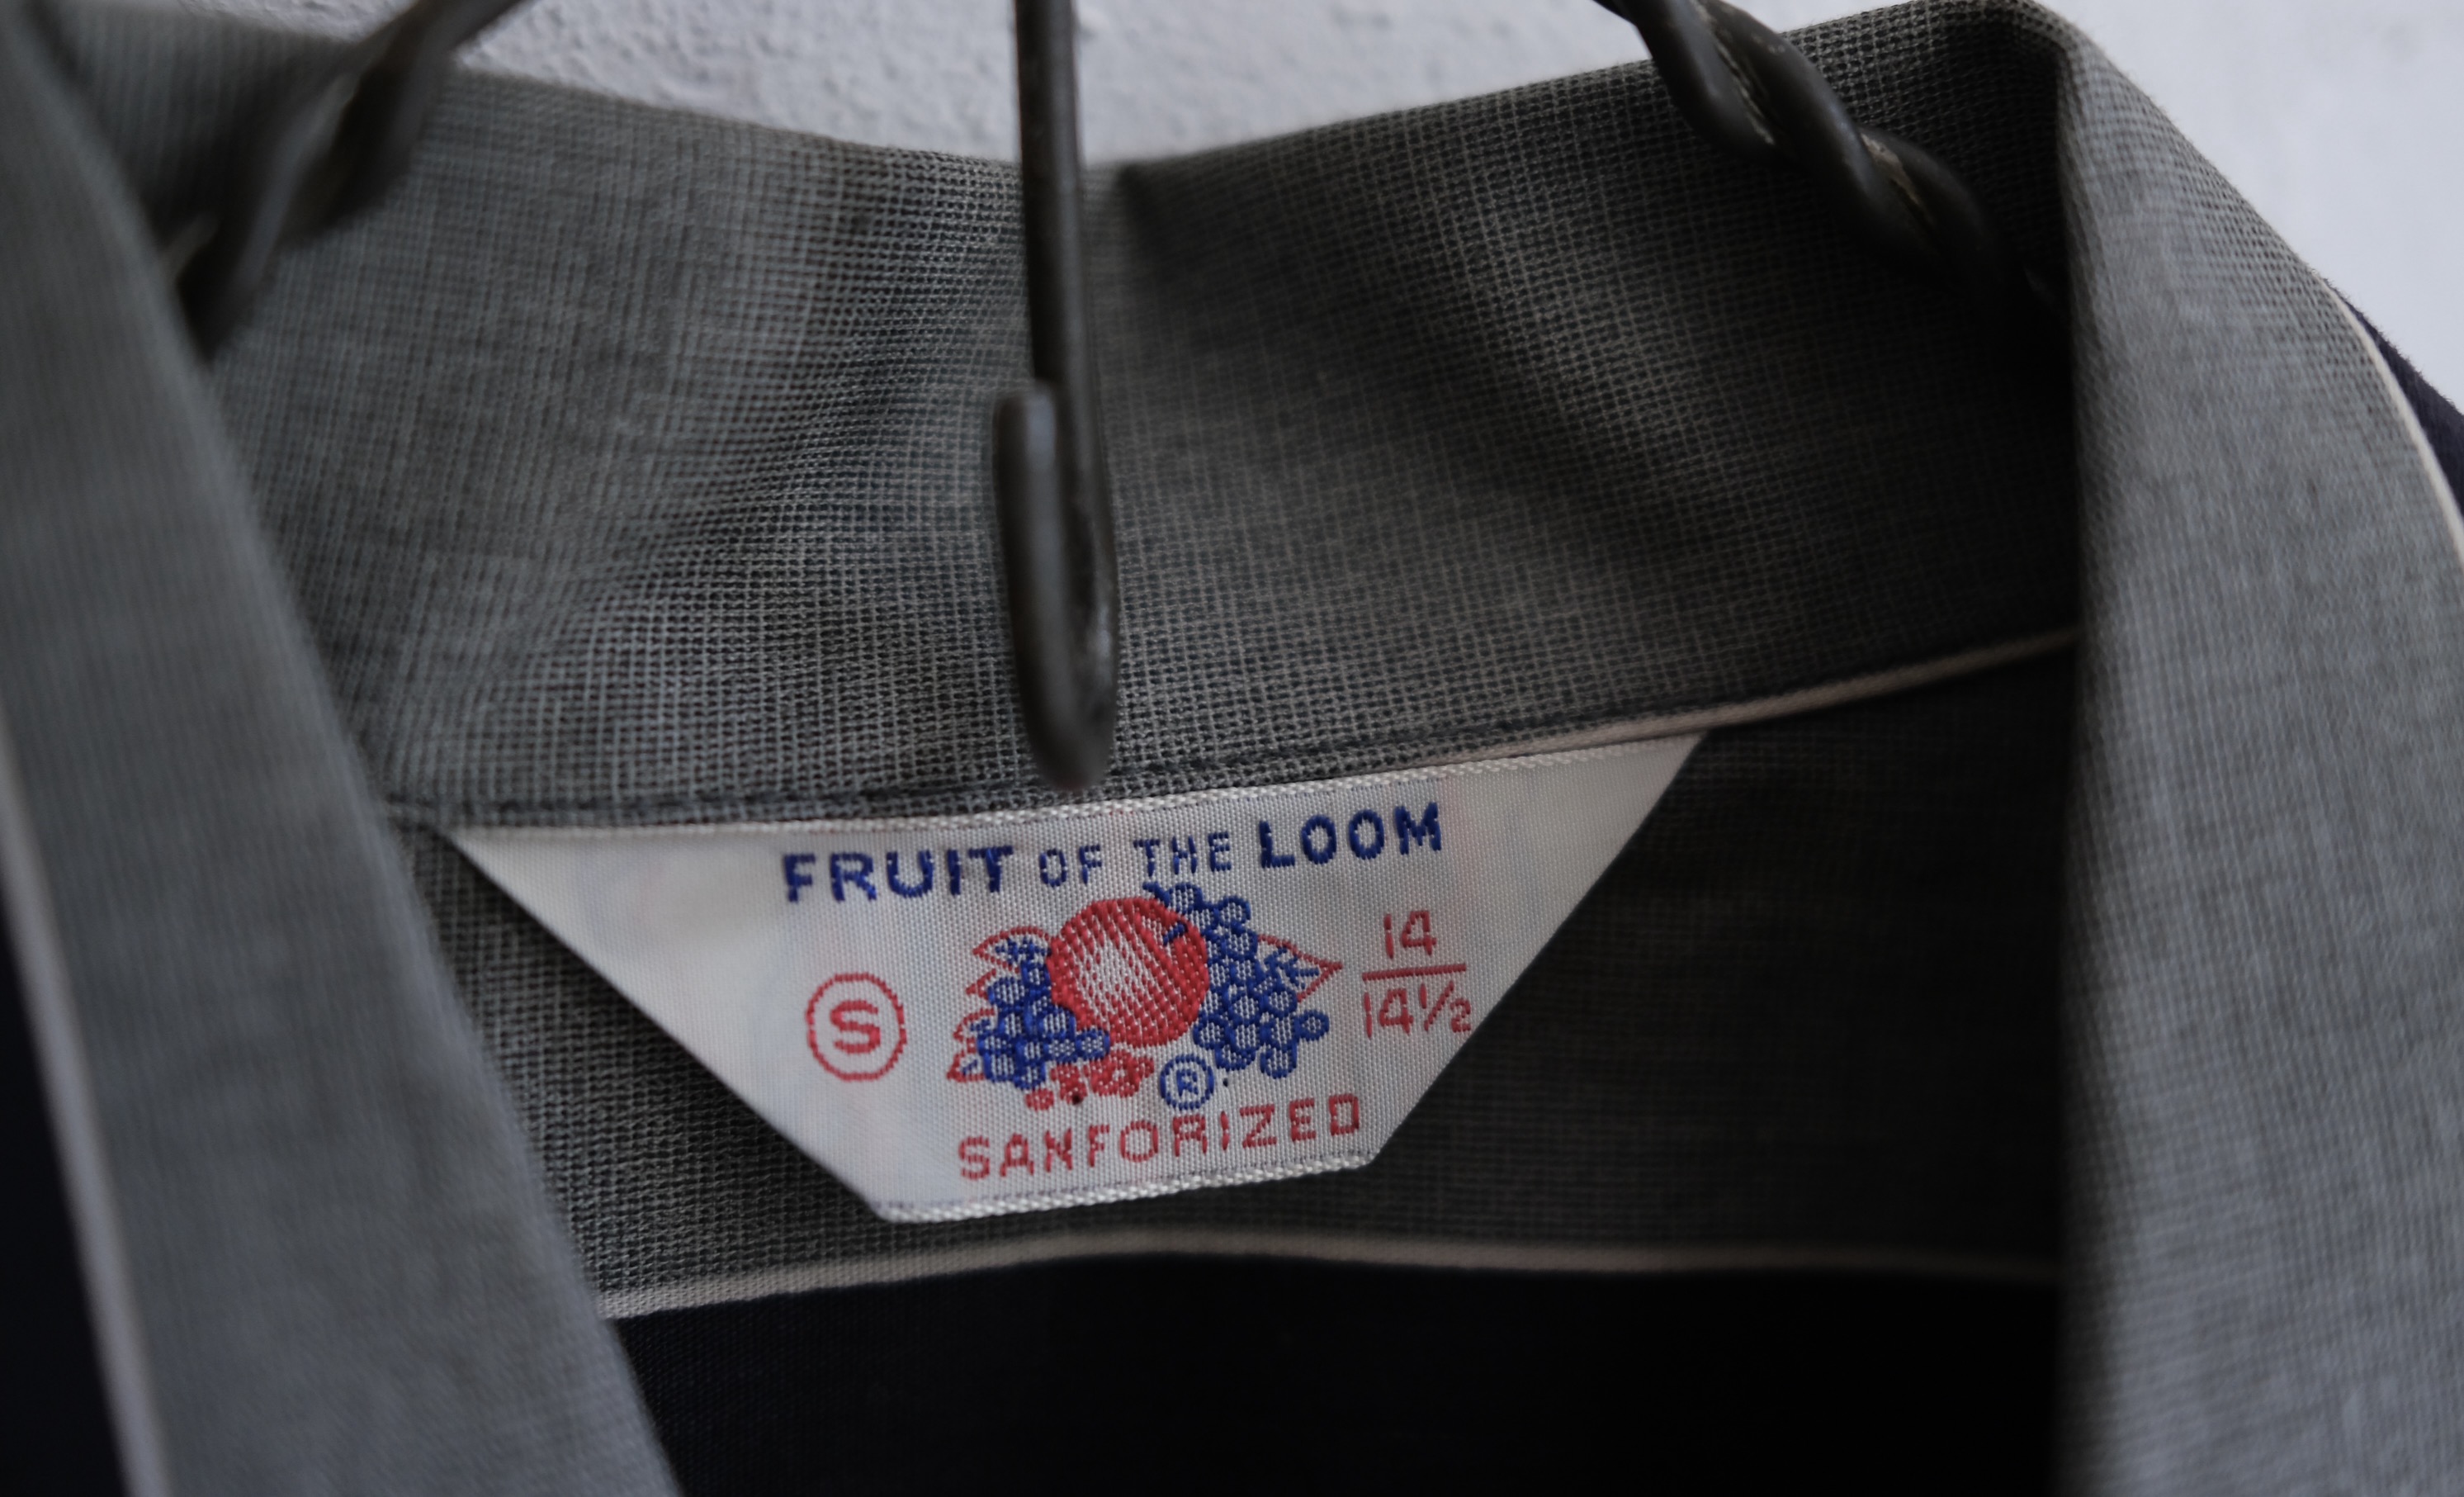 FRUIT OF THE LOOM
S
14
14½
®
SANFORIZED